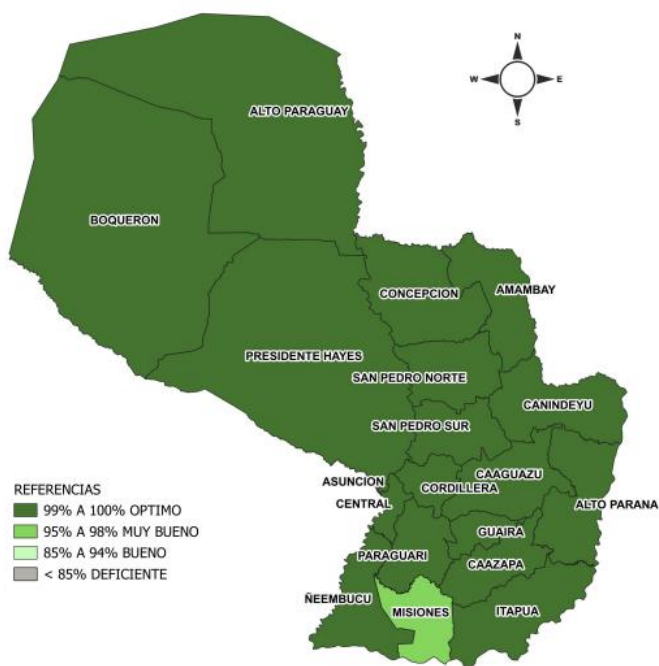 N
W E
S
ALTO PARAGUAY
BOQUERON
CONCEPCION
AMAMBAY
PRESIDENTE HAYES
SAN PEDRO NORTE
CANINDEYU
SAN PEDRO SUR
CAAGUAZU
ASUNCION
CORDILLERA
CENTRAL
ALTO PARANA
GUAIRA
PARAGUARI
CAAZAPA
ÑEEMBUCU
MISIONES
ITAPUA
REFERENCIAS
99% A 100% OPTIMO
95% A 98% MUY BUENO
85% A 94% BUENO
< 85% DEFICIENTE